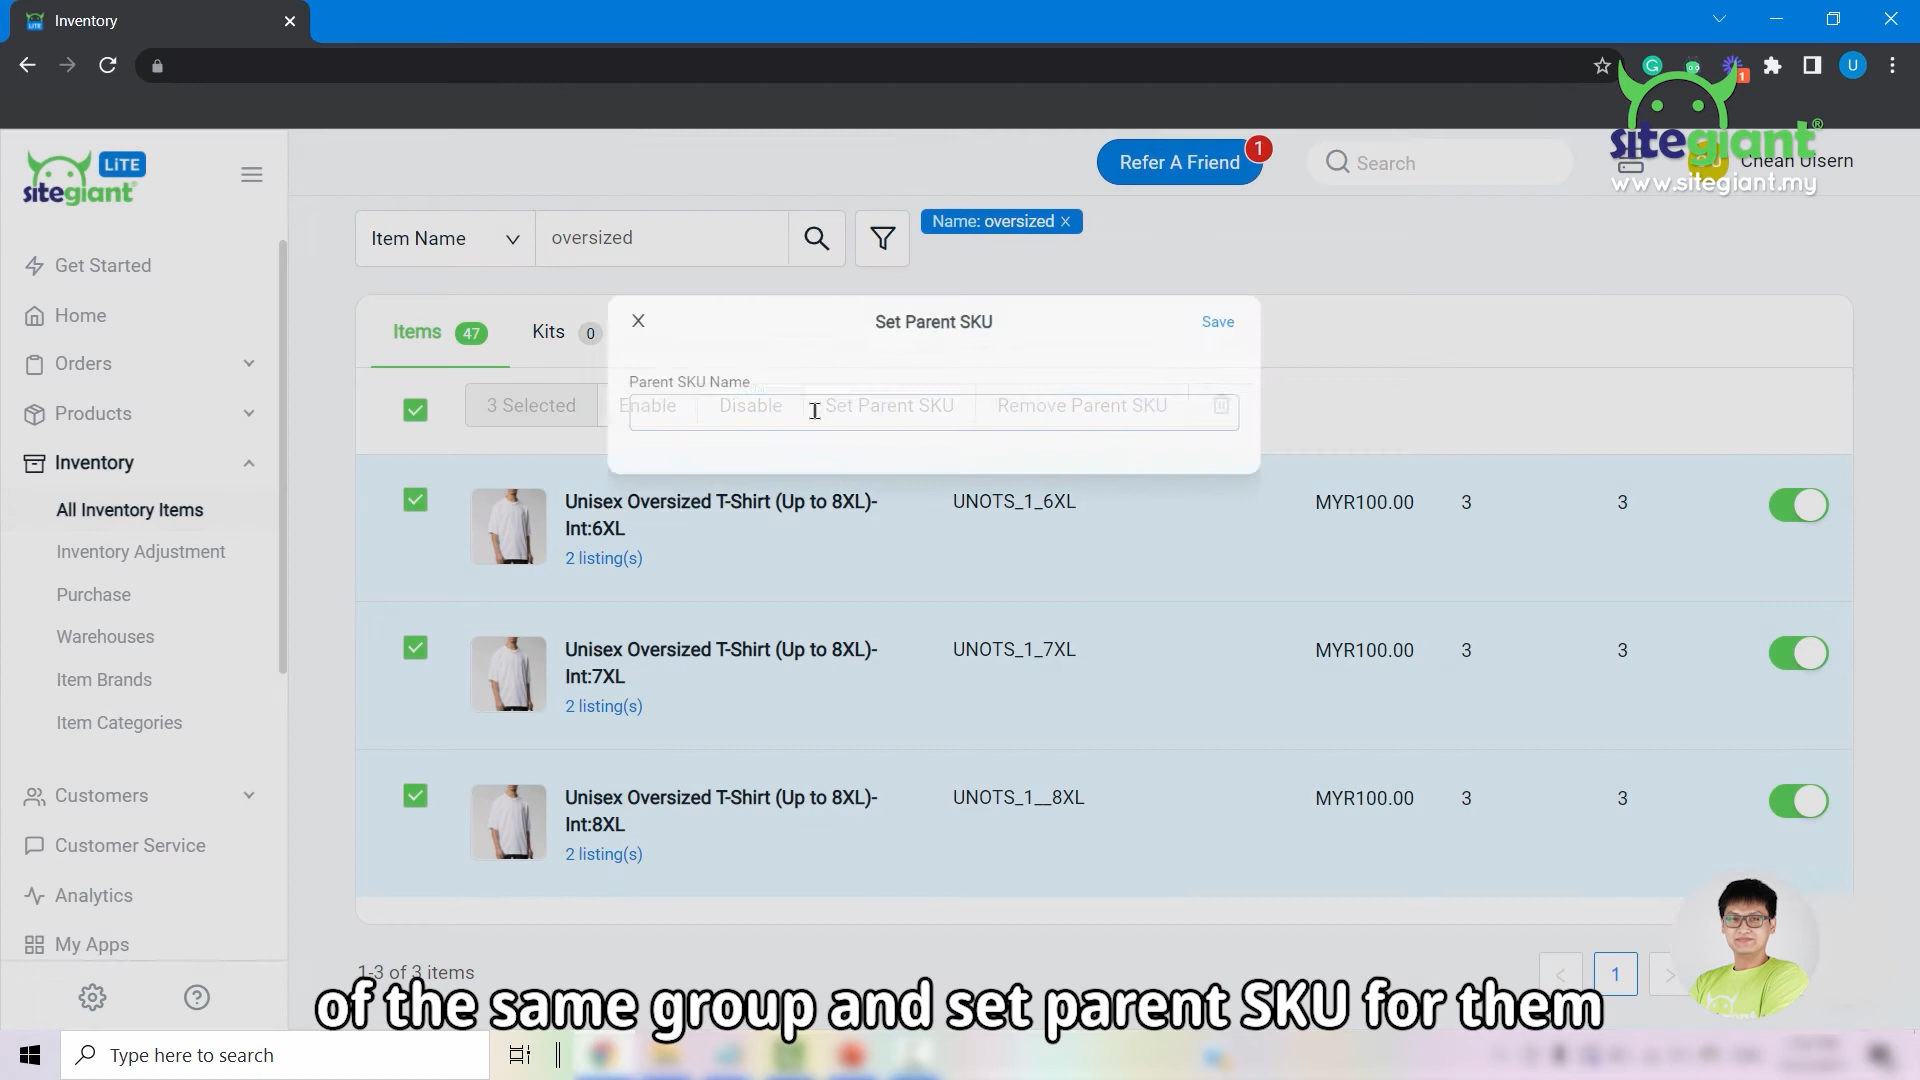 Inventory
1
U
LiTE
sitegiant
Refer A Friend
1
Search
sitegiant®
www.sitegiant.my
Chean Uisern
Get Started
Home
Orders
Products
Inventory
All Inventory Items
Inventory Adjustment
Purchase
Warehouses
Item Brands
Item Categories
Customers
Customer Service
Analytics
My Apps
Item Name
oversized
Name: oversized
Items 47
Kits 0
Set Parent SKU
Save
Parent SKU Name
3 Selected
Enable
Disable
Set Parent SKU
Remove Parent SKU
Unisex Oversized T-Shirt (Up to 8XL)-
Int:6XL
2 listing(s)
UNOTS_1_6XL
MYR100.00
3
3
Unisex Oversized T-Shirt (Up to 8XL)-
Int:7XL
2 listing(s)
UNOTS_1_7XL
MYR100.00
3
3
Unisex Oversized T-Shirt (Up to 8XL)-
Int:8XL
2 listing(s)
UNOTS_1__8XL
MYR100.00
3
3
1-3 of 3 items
1
of the same group and set parent SKU for them
Type here to search